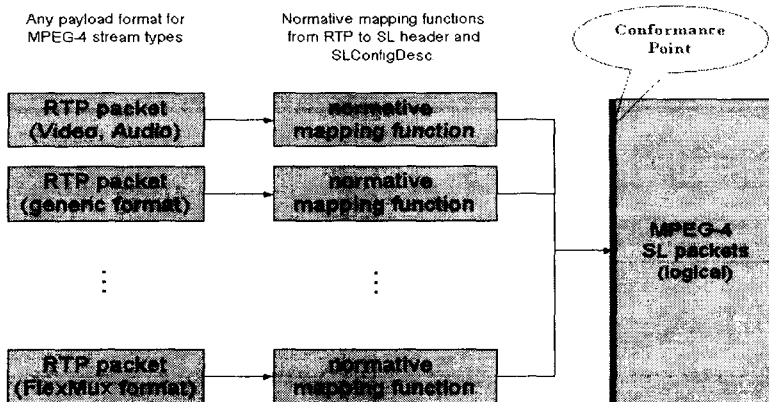 Any payload format for
MPEG-4 stream types
Normative mapping functions
from RTP to SL header and
SLConfigDesc
Conformance
Point
RTP packet
(Video, Audio)
normative
mapping function
RTP packet
(generic format)
normative
mapping function
MPEG-4
SL packets
(logical)
RTP packet
(FlexMux format)
normative
mapping function